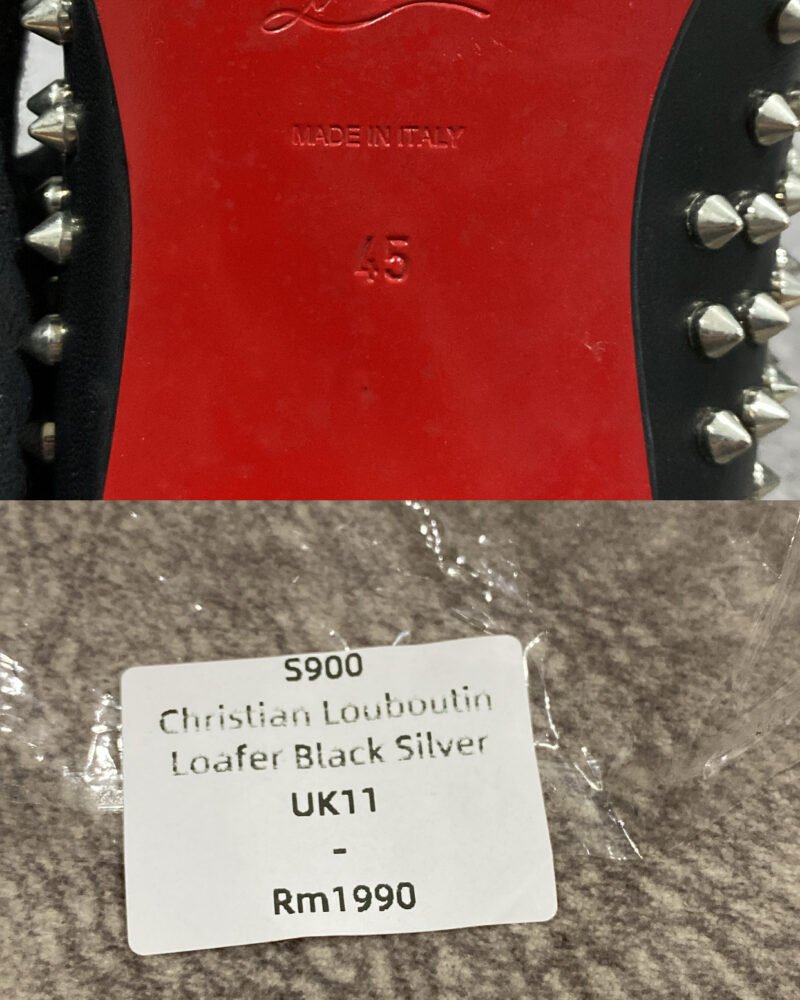 MADE IN ITALY
45
S900
Christian Louboutin
Loafer Black Silver
UK11
-
Rm1990